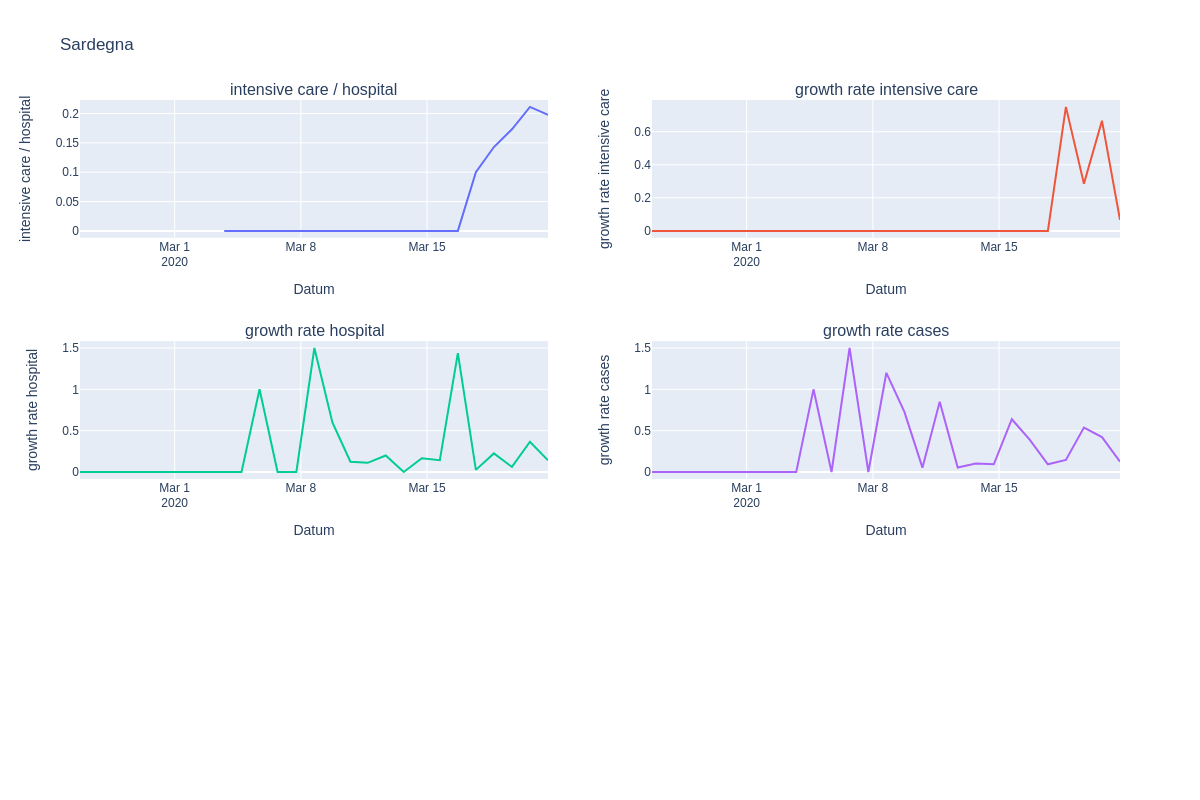 Sardegna
intensive care / hospital
intensive care / hospital
0.2
0.15
0.1
0.05
0
Mar 1
2020
Mar 8
Mar 15
Datum
growth rate intensive care
growth rate intensive care
0.6
0.4
0.2
0
Mar 1
2020
Mar 8
Mar 15
Datum
growth rate hospital
growth rate hospital
1.5
1
0.5
0
Mar 1
2020
Mar 8
Mar 15
Datum
growth rate cases
growth rate cases
1.5
1
0.5
0
Mar 1
2020
Mar 8
Mar 15
Datum